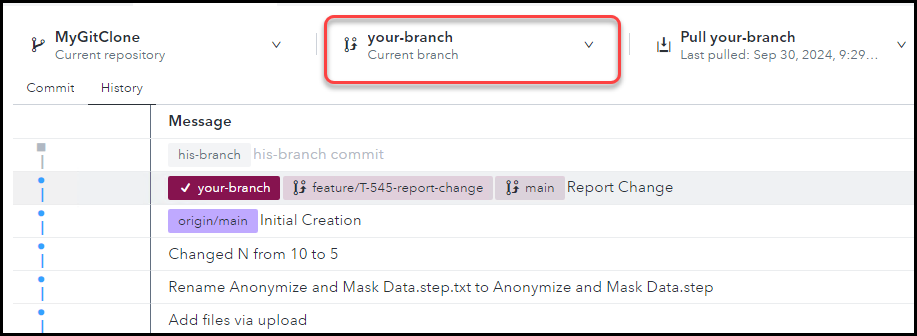 MyGitClone
Current repository
your-branch
Current branch
Pull your-branch
Last pulled: Sep 30, 2024, 9:29...
Commit
History
Message
his-branch his-branch commit
your-branch feature/T-545-report-change main Report Change
origin/main Initial Creation
Changed N from 10 to 5
Rename Anonymize and Mask Data.step.txt to Anonymize and Mask Data.step
Add files via upload